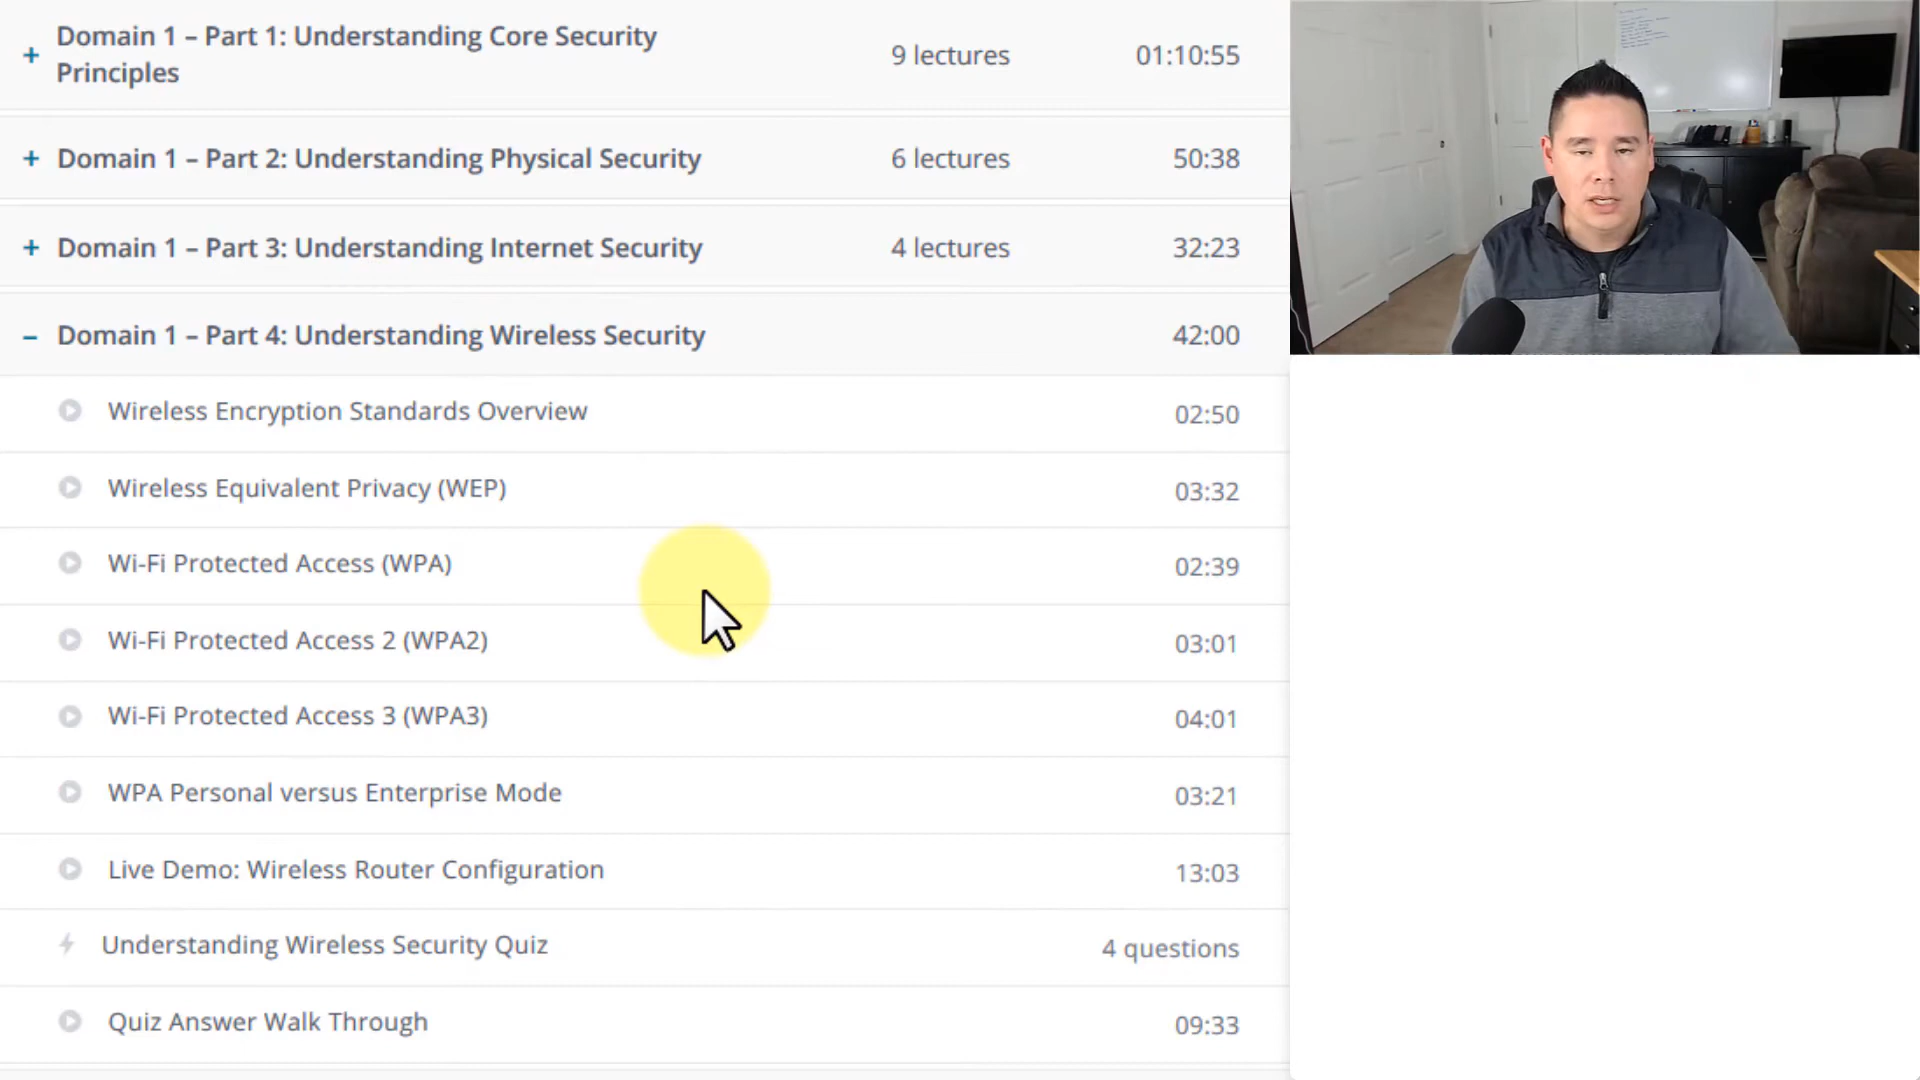 + Domain 1 – Part 1: Understanding Core Security
Principles
9 lectures 01:10:55
+ Domain 1 – Part 2: Understanding Physical Security 6 lectures 50:38
+ Domain 1 – Part 3: Understanding Internet Security 4 lectures 32:23
– Domain 1 – Part 4: Understanding Wireless Security 42:00
Wireless Encryption Standards Overview 02:50
Wireless Equivalent Privacy (WEP) 03:32
Wi-Fi Protected Access (WPA) 02:39
Wi-Fi Protected Access 2 (WPA2) 03:01
Wi-Fi Protected Access 3 (WPA3) 04:01
WPA Personal versus Enterprise Mode 03:21
Live Demo: Wireless Router Configuration 13:03
Understanding Wireless Security Quiz 4 questions
Quiz Answer Walk Through 09:33